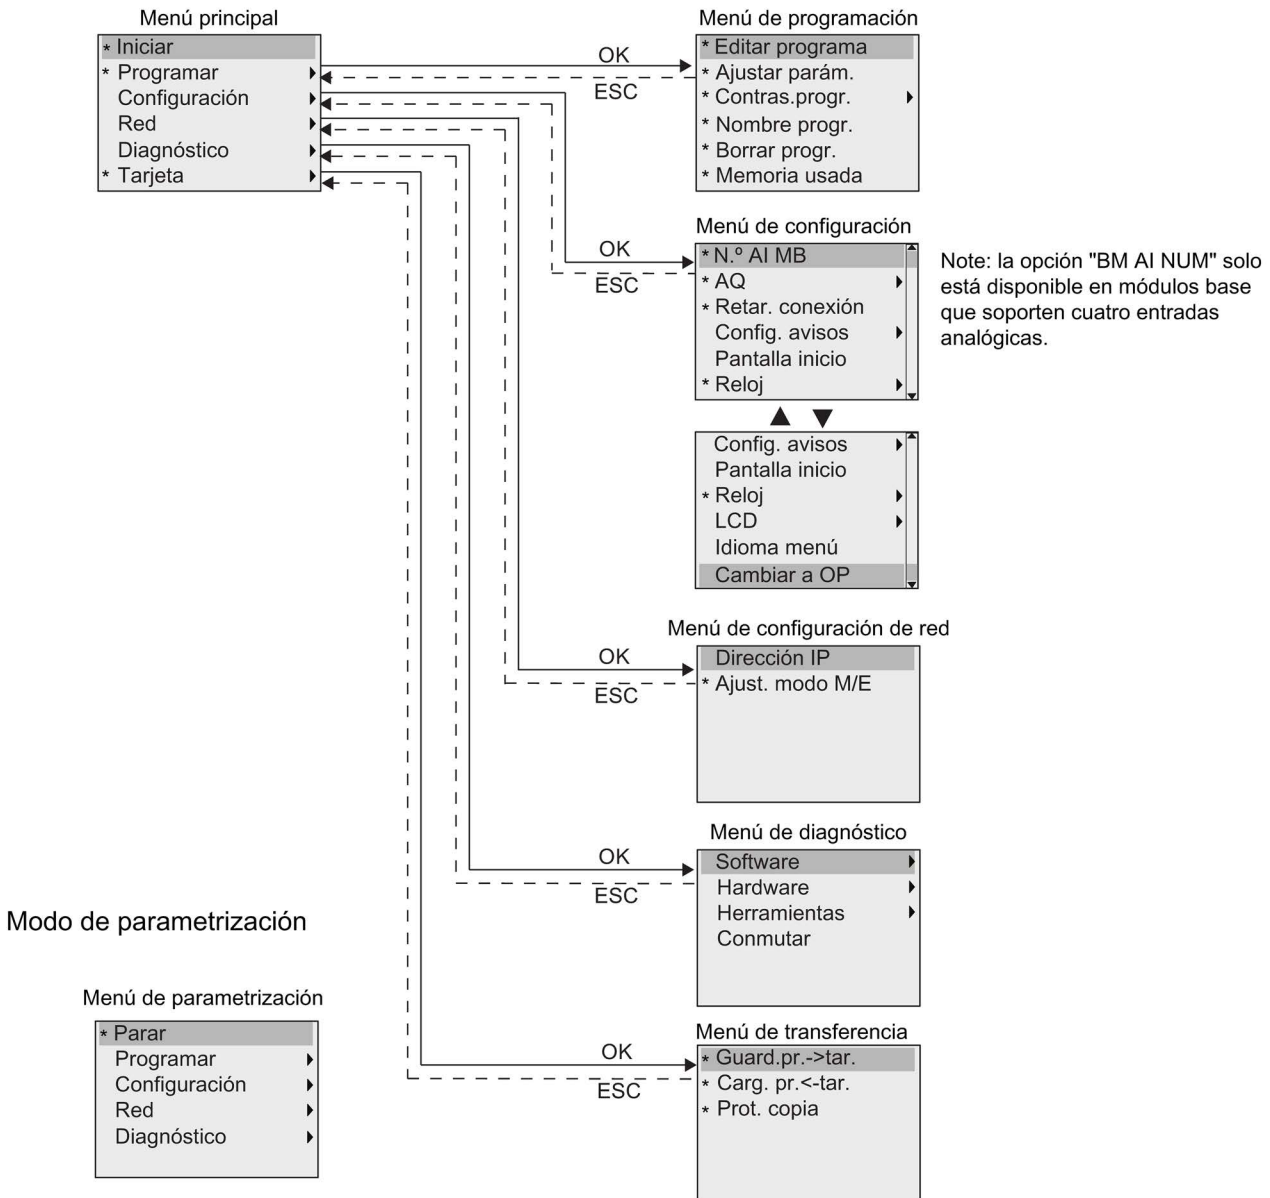 Menú principal
* Iniciar
* Programar
Configuración
Red
Diagnóstico
* Tarjeta
OK
ESC
Menú de programación
* Editar programa
* Ajustar parám.
* Contras.progr.
* Nombre progr.
* Borrar progr.
* Memoria usada
OK
ESC
Menú de configuración
* N.º AI MB
* AQ
* Retar. conexión
Config. avisos
Pantalla inicio
* Reloj
Note: la opción "BM AI NUM" solo
está disponible en módulos base
que soporten cuatro entradas
analógicas.
Config. avisos
Pantalla inicio
* Reloj
LCD
Idioma menú
Cambiar a OP
OK
ESC
Menú de configuración de red
Dirección IP
* Ajust. modo M/E
OK
ESC
Menú de diagnóstico
Software
Hardware
Herramientas
Conmutar
Modo de parametrización
Menú de parametrización
* Parar
Programar
Configuración
Red
Diagnóstico
OK
ESC
Menú de transferencia
* Guard.pr.->tar.
* Carg. pr.<-tar.
* Prot. copia